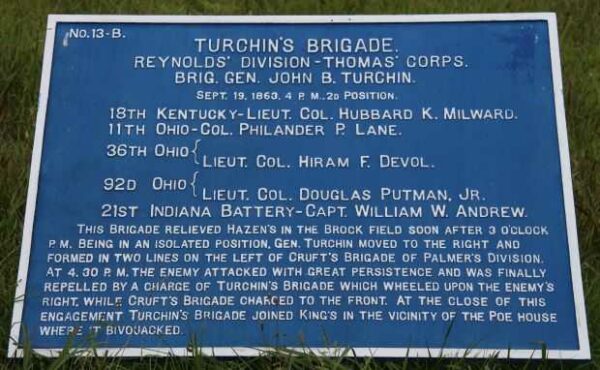 No. 13-B.
TURCHIN'S BRIGADE.
REYNOLDS' DIVISION-THOMAS' CORPS.
BRIG. GEN. JOHN B. TURCHIN.
SEPT. 19, 1863, 4 P.M., 2D POSITION.
18TH KENTUCKY-LIEUT. COL. HUBBARD K. MILWARD.
11TH OHIO-COL. PHILANDER P. LANE.
36TH OHIO{
LIEUT. COL. HIRAM F. DEVOL.
92D OHIO{
LIEUT. COL. DOUGLAS PUTMAN, JR.
21ST INDIANA BATTERY-CAPT. WILLIAM W. ANDREW.
THIS BRIGADE RELIEVED HAZEN'S IN THE BROCK FIELD SOON AFTER 3 O'CLOCK
P.M. BEING IN AN ISOLATED POSITION, GEN. TURCHIN MOVED TO THE RIGHT AND
FORMED IN TWO LINES ON THE LEFT OF CRUFT'S BRIGADE OF PALMER'S DIVISION.
AT 4.30 P.M. THE ENEMY ATTACKED WITH GREAT PERSISTENCE AND WAS FINALLY
REPELLED BY A CHARGE OF TURCHIN'S BRIGADE WHICH WHEELED UPON THE ENEMY'S
RIGHT, WHILE CRUFT'S BRIGADE CHARGED TO THE FRONT. AT THE CLOSE OF THIS
ENGAGEMENT TURCHIN'S BRIGADE JOINED KING'S IN THE VICINITY OF THE POE HOUSE
WHERE IT BIVOUACKED.